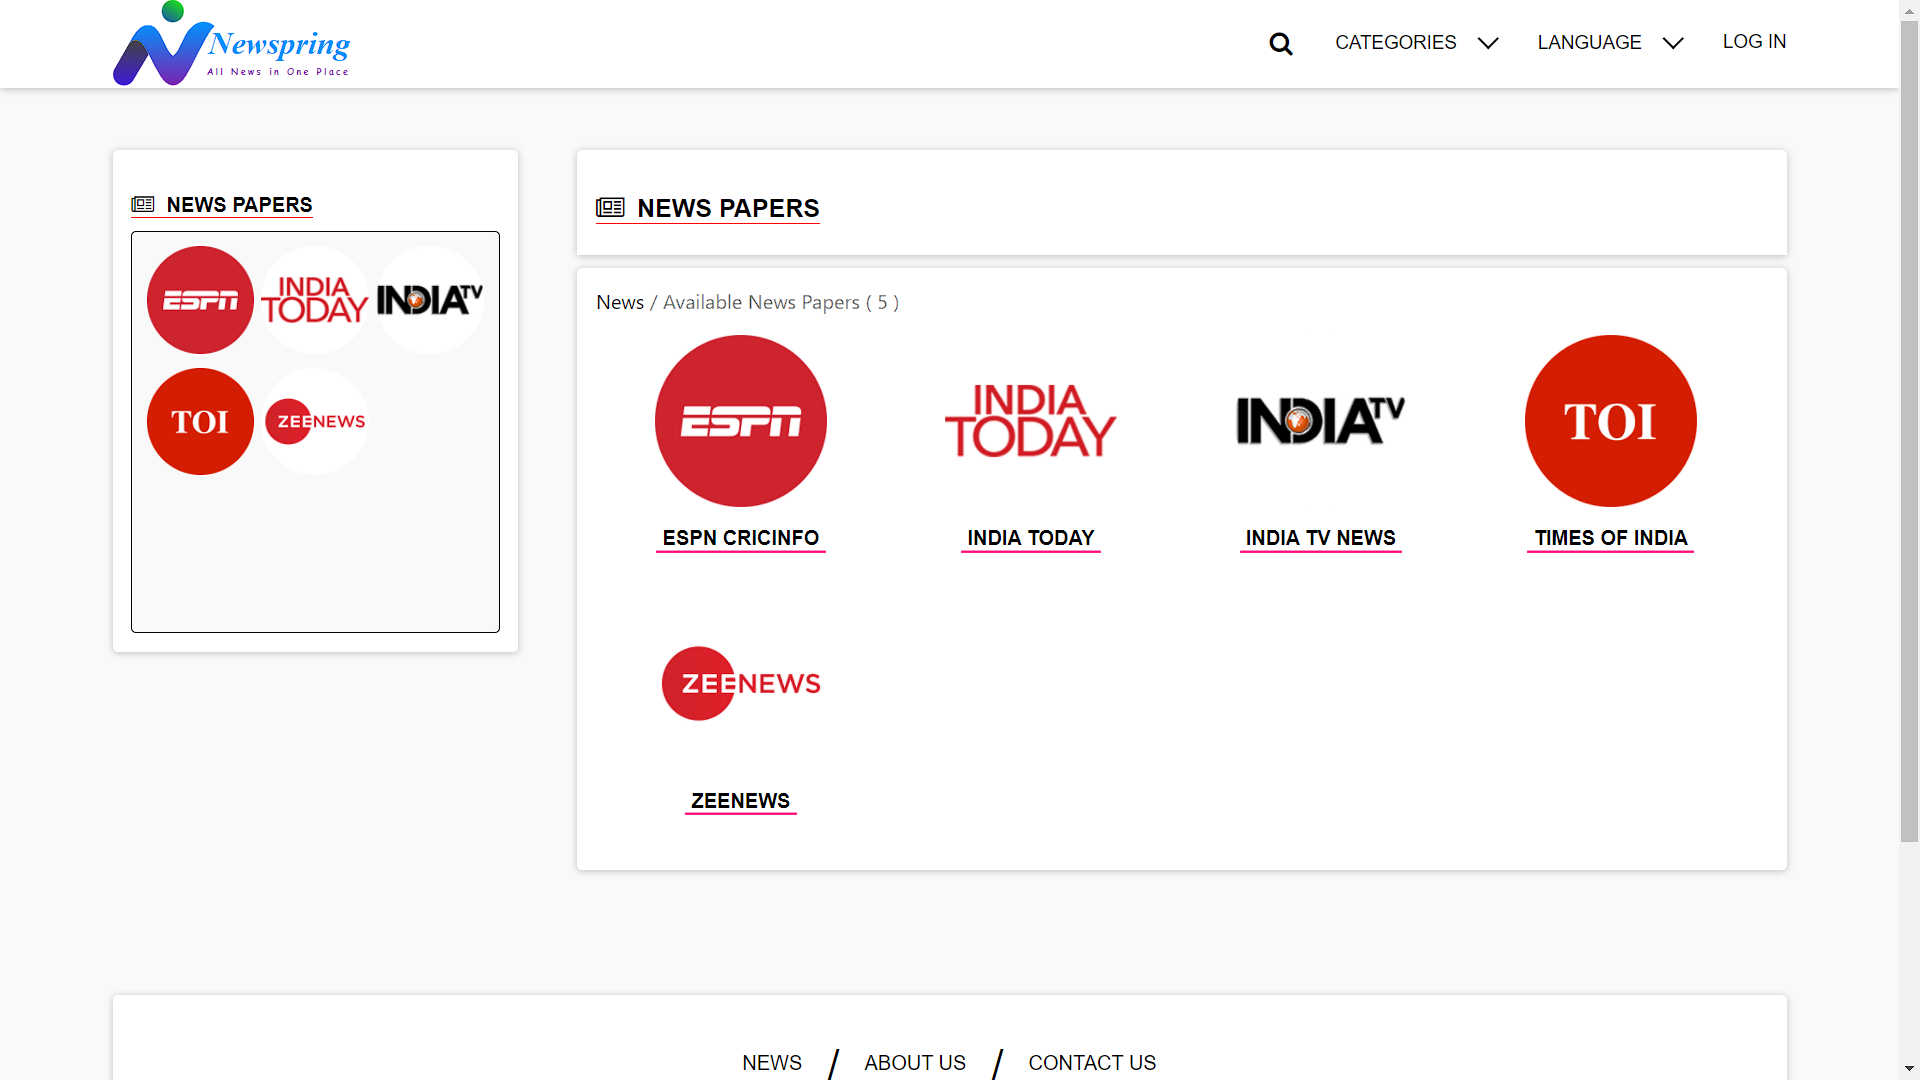 Newspring
All News in One Place
CATEGORIES
LANGUAGE
LOG IN
NEWS PAPERS
ESPN
INDIA
TODAY
INDIA TV
TOI
ZEENEWS
NEWS PAPERS
News / Available News Papers ( 5 )
ESPN
INDIA
TODAY
INDIA TV
TOI
ESPN CRICINFO
INDIA TODAY
INDIA TV NEWS
TIMES OF INDIA
ZEENEWS
ZEENEWS
NEWS / ABOUT US / CONTACT US